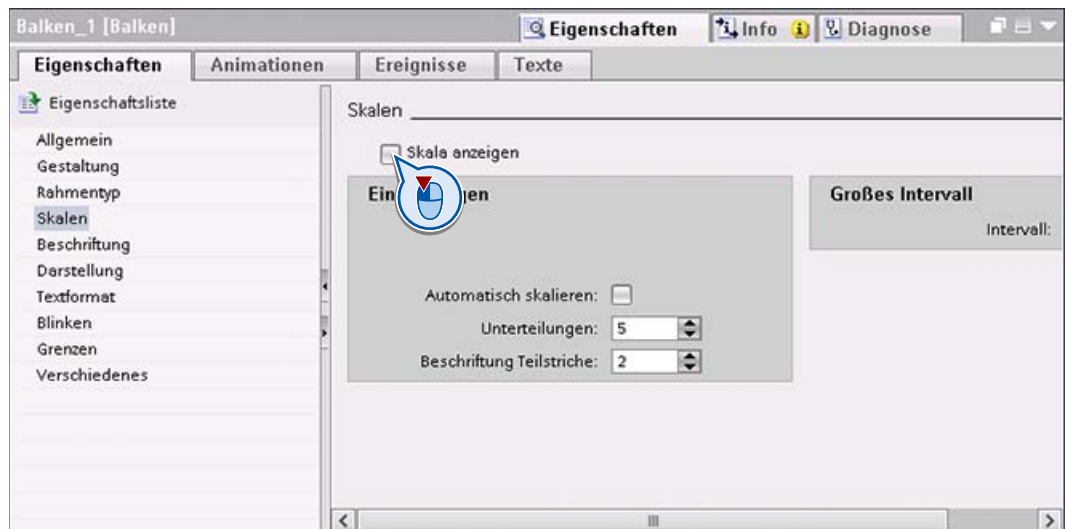 Balken_1 [Balken]
Eigenschaften
Info
Diagnose
Eigenschaften
Animationen
Ereignisse
Texte
Eigenschaftsliste
Allgemein
Gestaltung
Rahmentyp
Skalen
Beschriftung
Darstellung
Textformat
Blinken
Grenzen
Verschiedenes
Skalen
Skala anzeigen
Großes Intervall
Intervall:
Automatisch skalieren:
Unterteilungen: 5
Beschriftung Teilstriche: 2